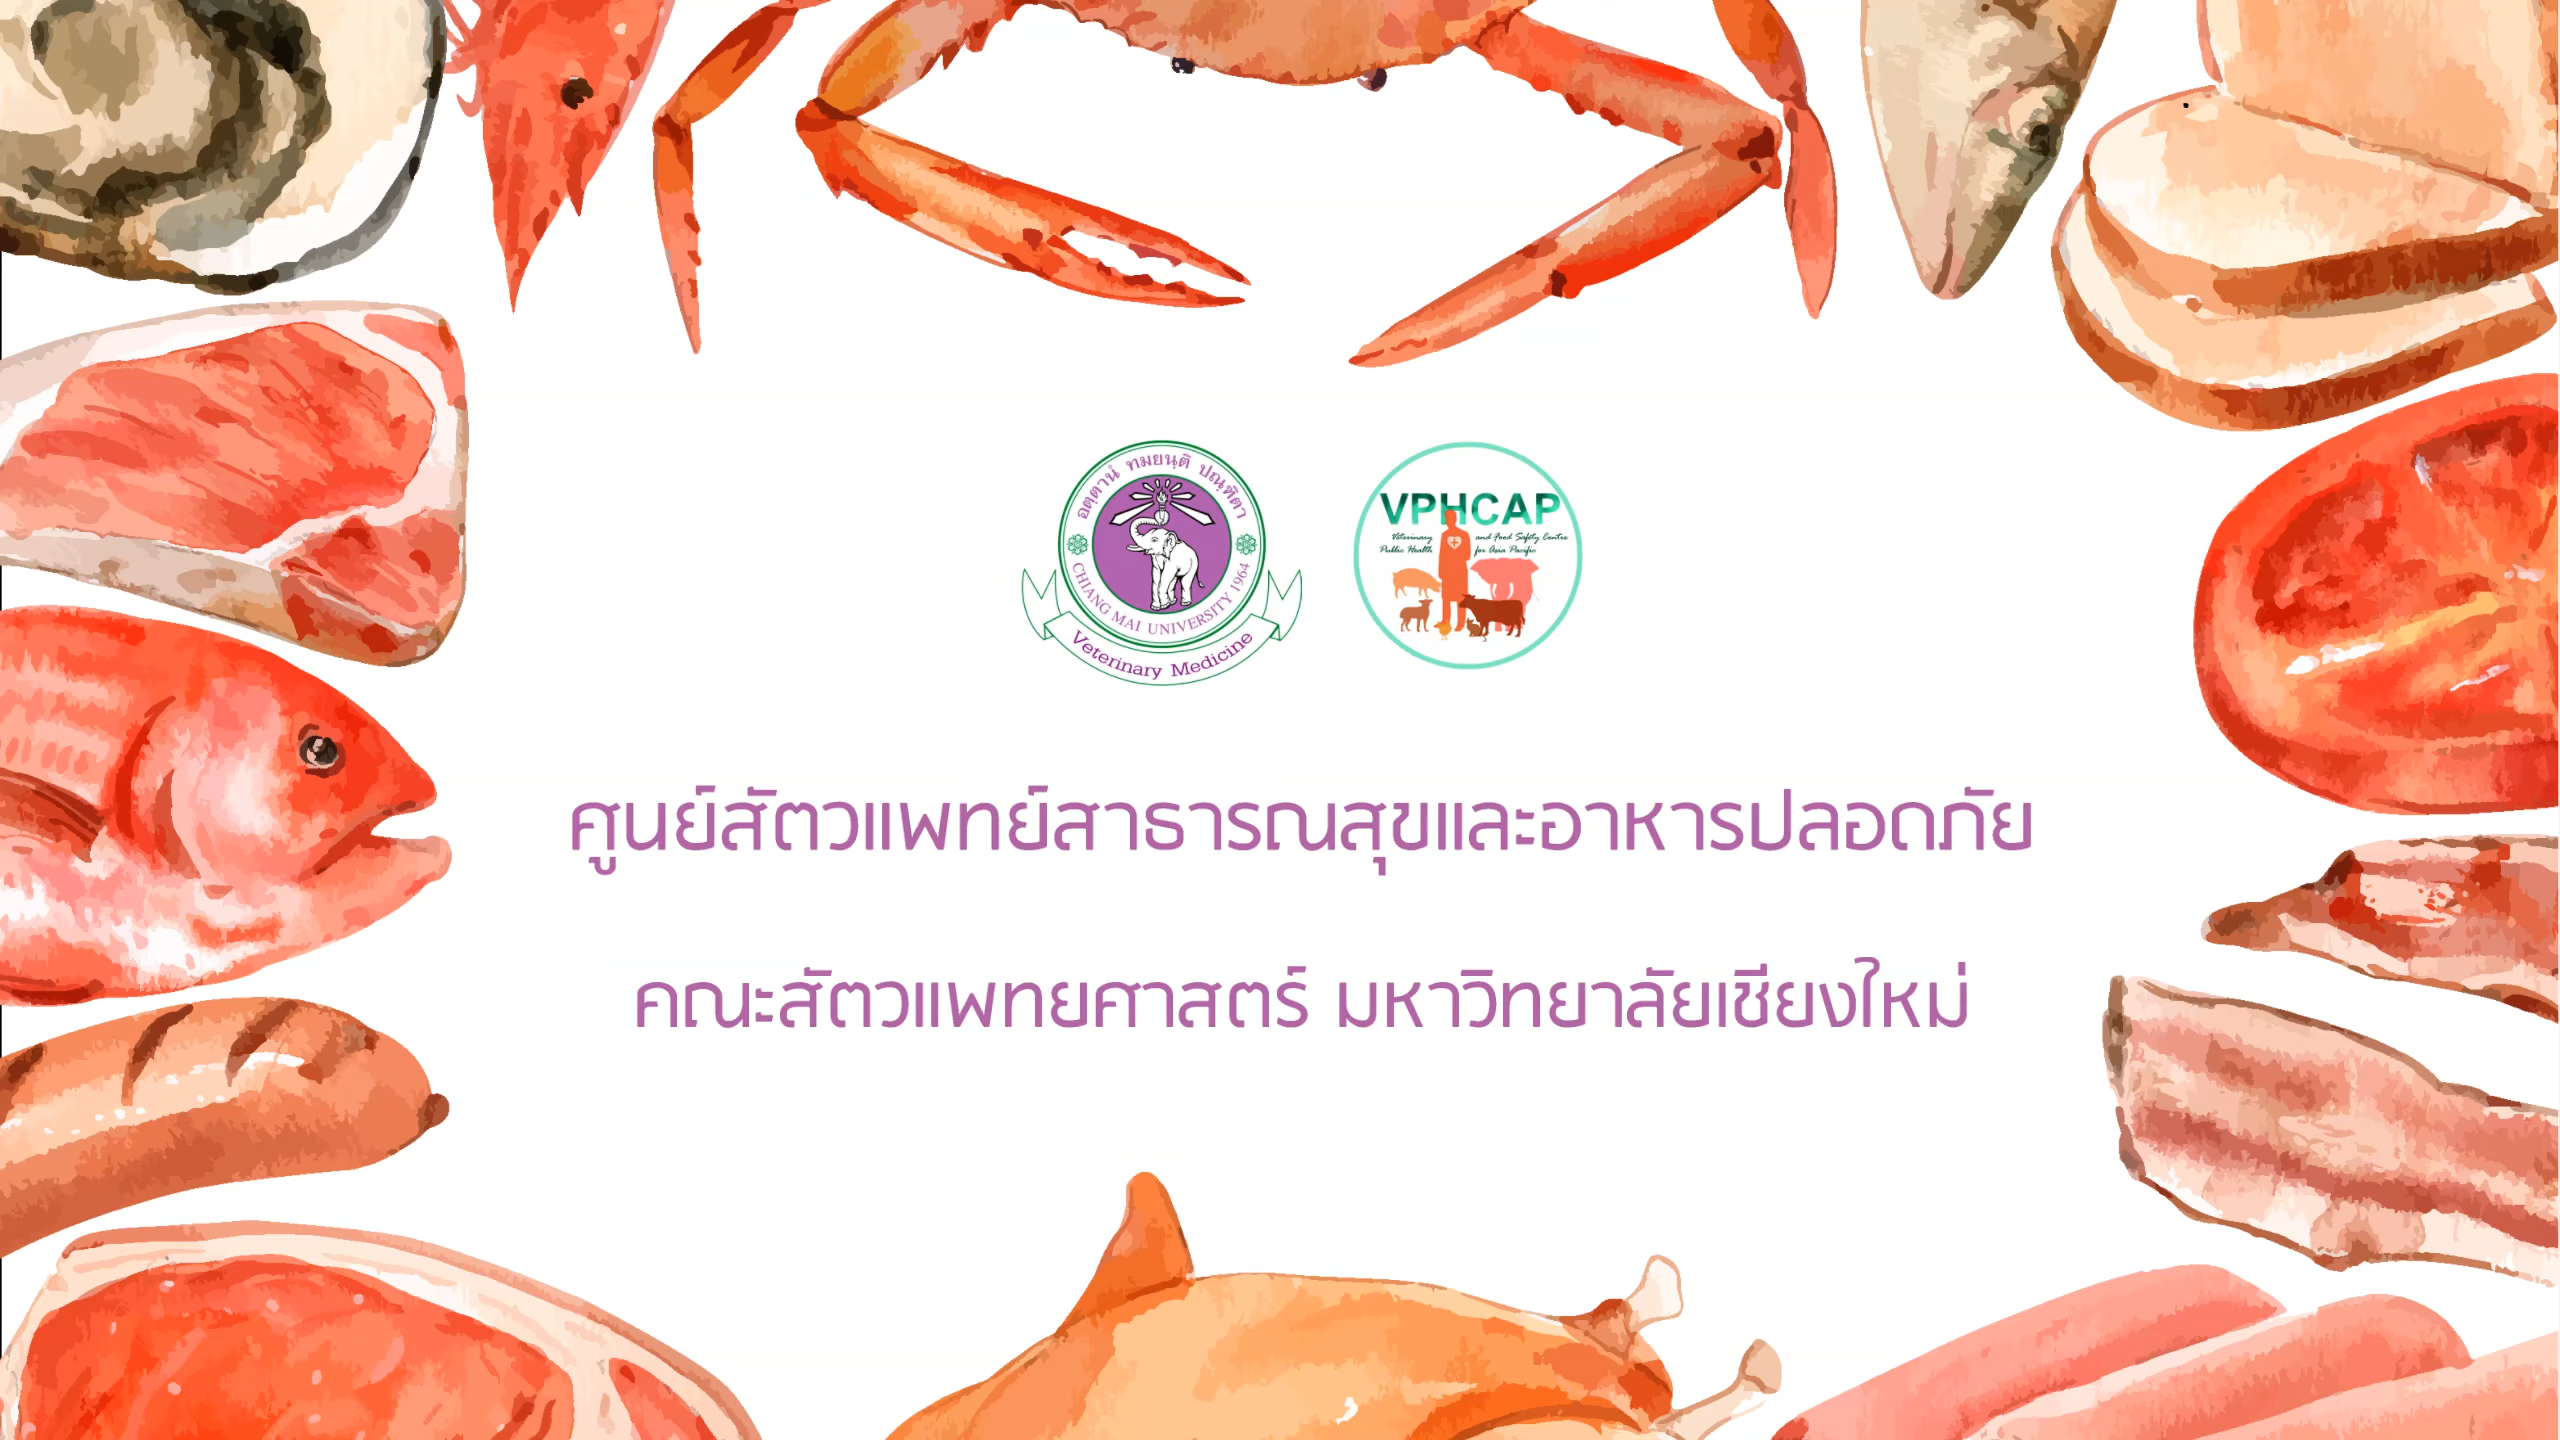 อตฺตานํ ทมยนฺติ ปณฺฑิตา
CHIANG MAI UNIVERSITY 1964
Veterinary Medicine
VPHCAP
Veterinary Public Health and Food Safety Centre for Asia Pacific
ศูนย์สัตวแพทย์สาธารณสุขและอาหารปลอดภัย
คณะสัตวแพทยศาสตร์ มหาวิทยาลัยเชียงใหม่